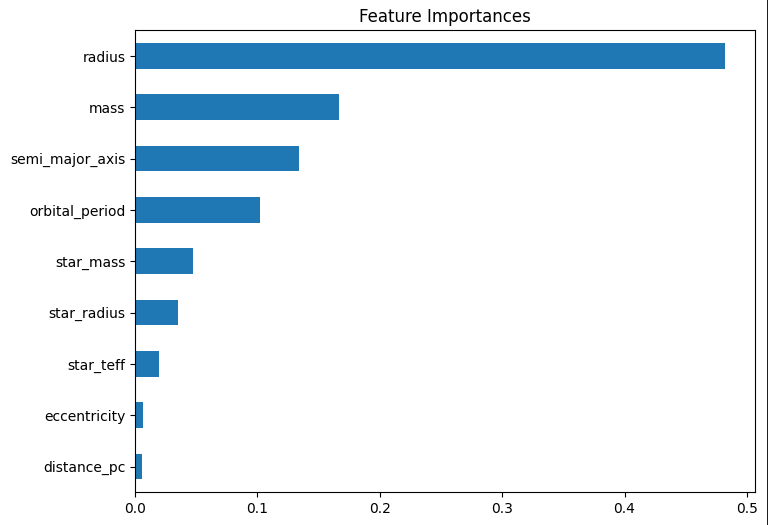 Feature Importances
radius
mass
semi_major_axis
orbital_period
star_mass
star_radius
star_teff
eccentricity
distance_pc
0.0 0.1 0.2 0.3 0.4 0.5